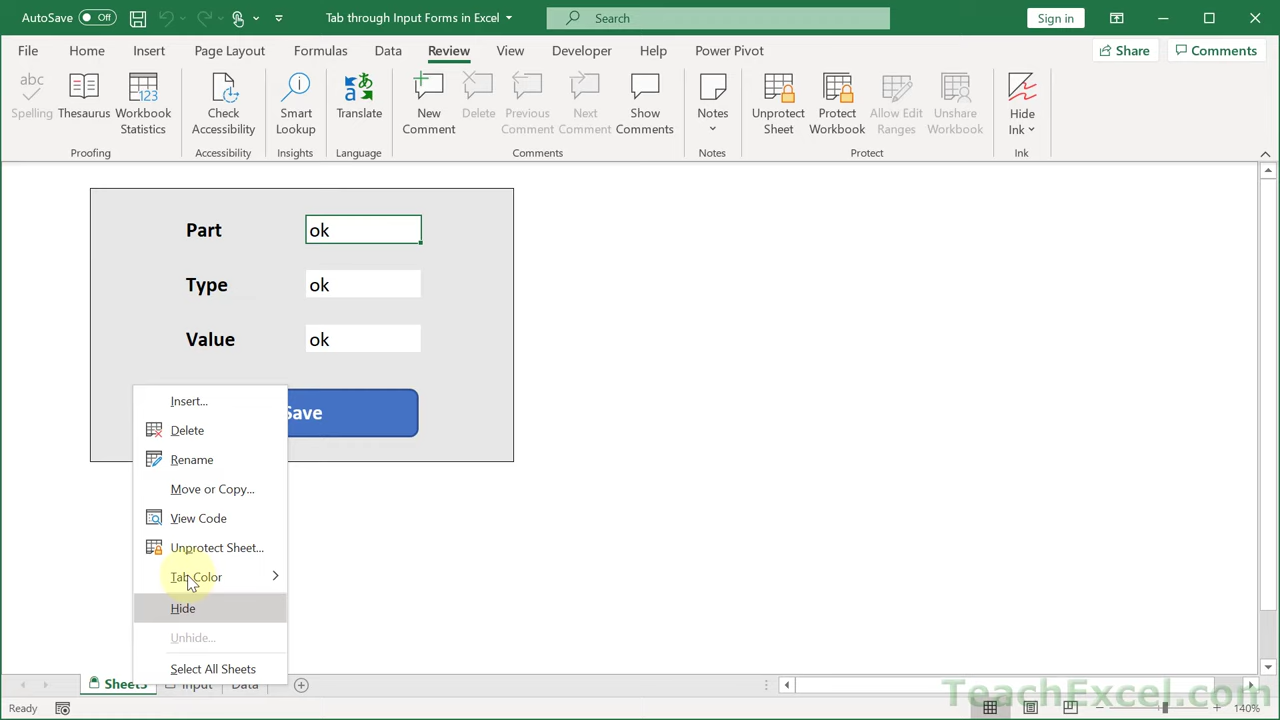 AutoSave Off
Tab through Input Forms in Excel
Search
Sign in
File Home Insert Page Layout Formulas Data Review View Developer Help Power Pivot
Share Comments
abc
Spelling
Thesaurus
Workbook
Statistics
Check
Accessibility
Smart
Lookup
Translate
New
Comment
Delete
Previous
Comment
Next
Comment
Show
Comments
Notes
Unprotect
Sheet
Protect
Workbook
Allow Edit
Ranges
Unshare
Workbook
Hide
Ink
Proofing Accessibility Insights Language Comments Notes Protect Ink
Part ok
Type ok
Value ok
Save
Insert...
Delete
Rename
Move or Copy...
View Code
Unprotect Sheet...
Tab Color
Hide
Unhide...
Select All Sheets
Sheet3 Input Data
TeachExcel.com
Ready
140%